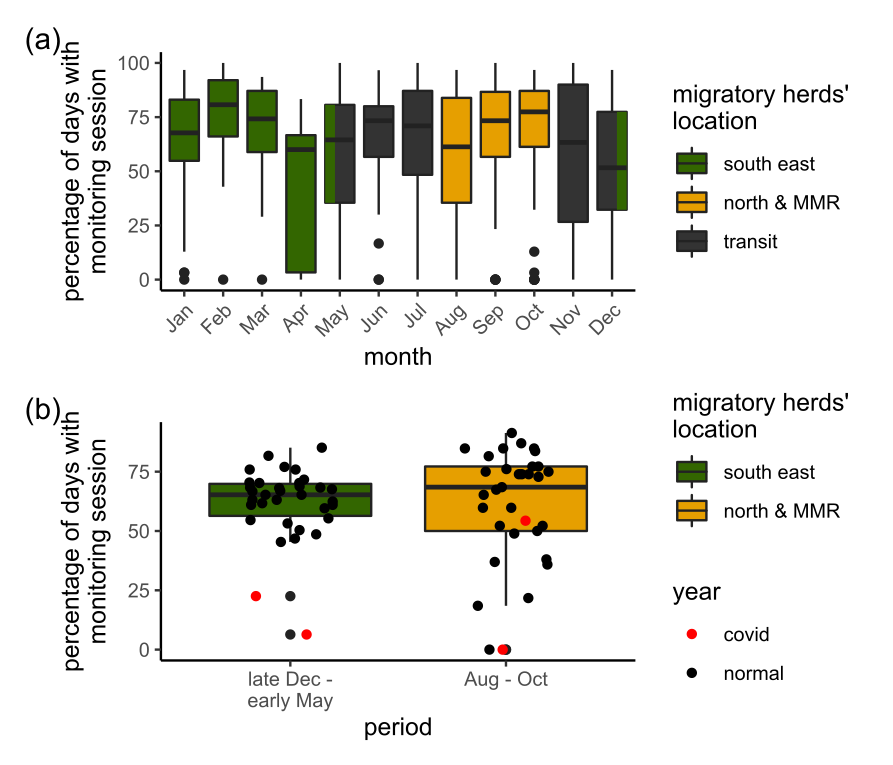 (a)
percentage of days with
monitoring session
100
75
50
25
0
Jan
Feb
Mar
Apr
May
Jun
Jul
Aug
Sep
Oct
Nov
Dec
month
migratory herds'
location
south east
north & MMR
transit
(b)
percentage of days with
monitoring session
75
50
25
0
late Dec -
early May
Aug - Oct
period
migratory herds'
location
south east
north & MMR
year
covid
normal